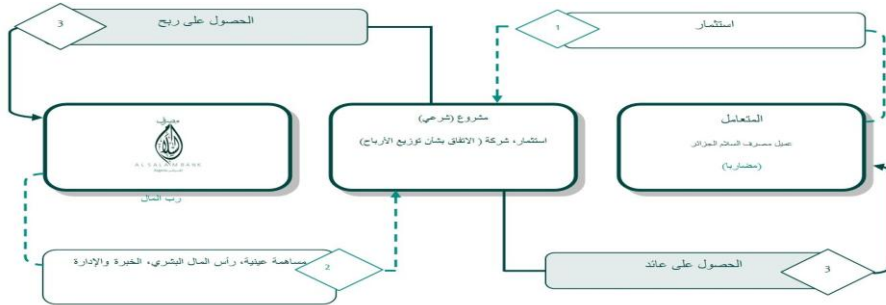 3
الحصول على ربح
1
استثمار
مصرف
AL SALAM BANK
رب المال
مشروع (شرعي)
استثمار، شركة ( الاتفاق بشأن توزيع الأرباح)
المتعامل
عميل مصرف السلام الجزائر
(مضاربا)
مساهمة عينية، رأس المال البشري، الخبرة والإدارة
2
الحصول على عائد
3